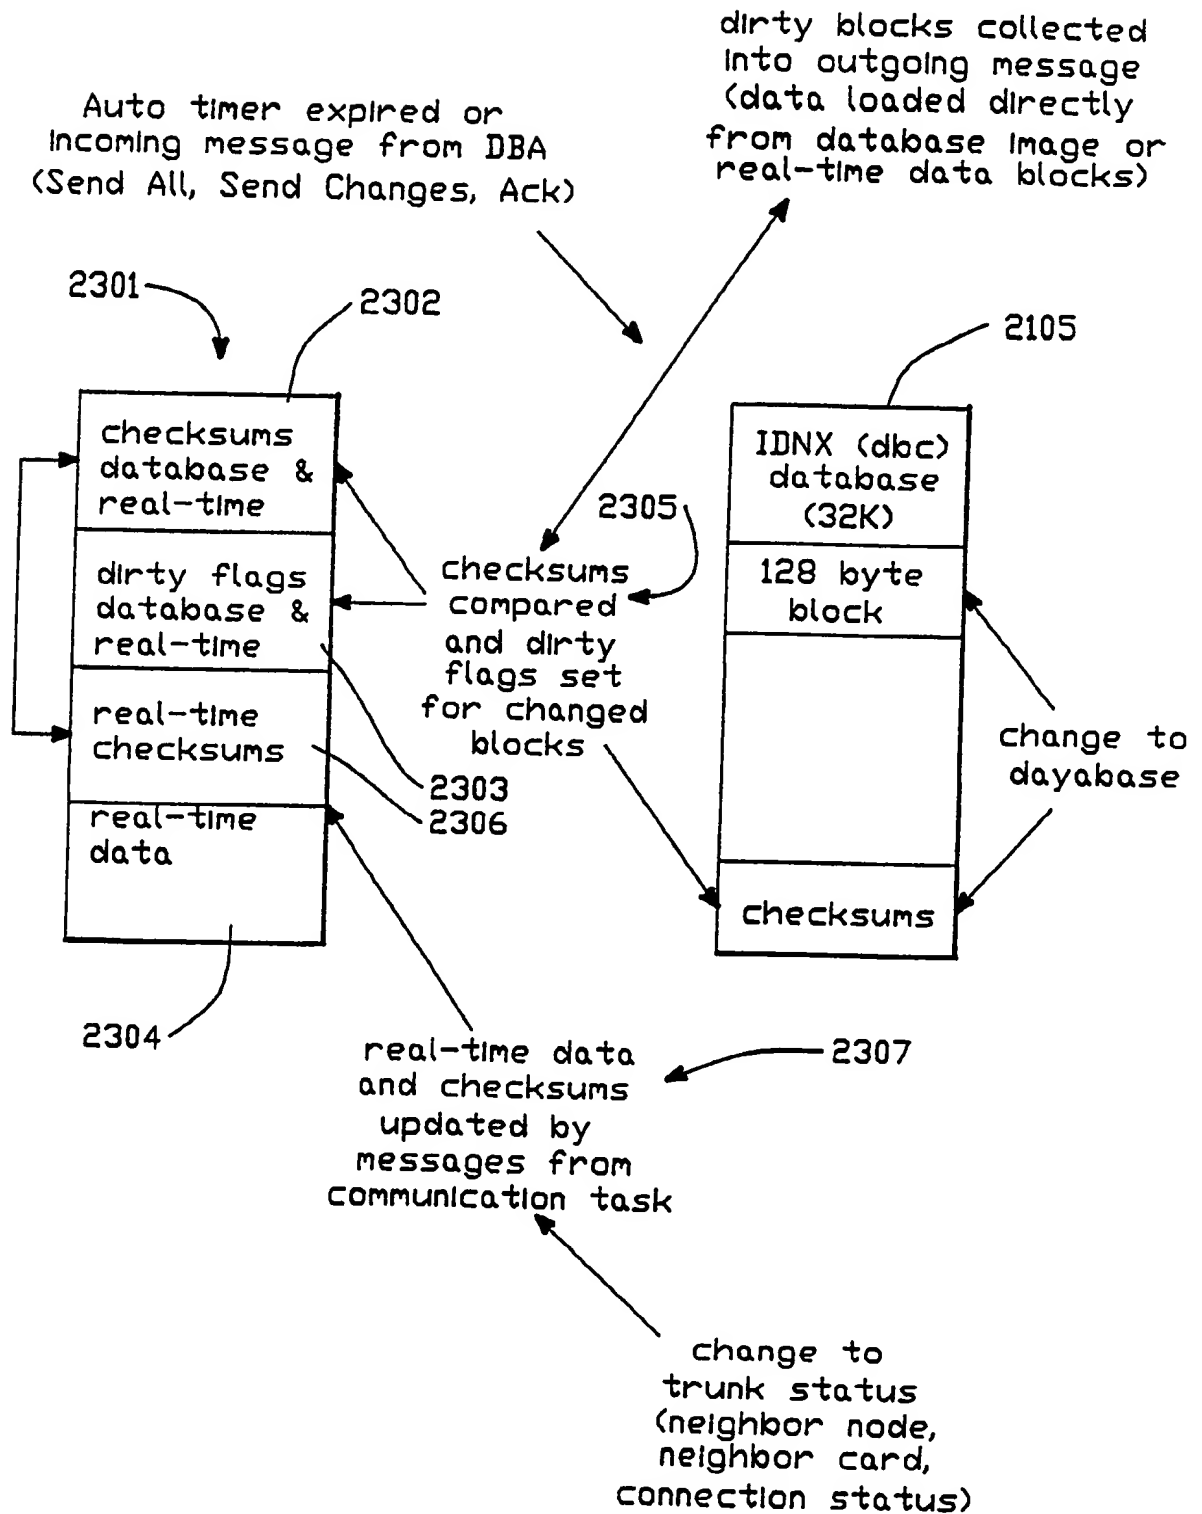 dirty blocks collected
into outgoing message
(data loaded directly
from database image or
real-time data blocks)
Auto timer expired or
incoming message from DBA
(Send All, Send Changes, Ack)
2301
2302
2105
checksums
database &
real-time
dirty flags
database &
real-time
real-time
checksums
real-time
data
2305
checksums
compared
and dirty
flags set
for changed
blocks
IDNX (dbc)
database
(32K)
128 byte
block
checksums
change to
dayabase
2303
2306
2304
real-time data
and checksums
updated by
messages from
communication task
2307
change to
trunk status
(neighbor node,
neighbor card,
connection status)